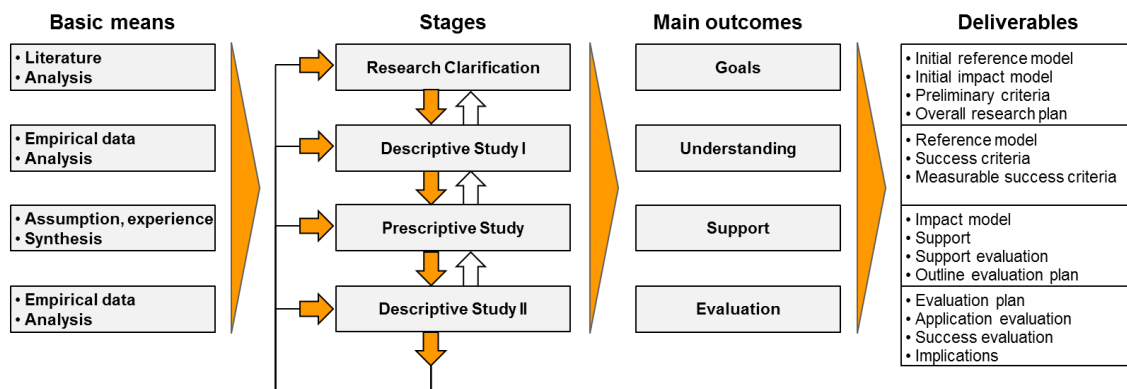 Basic means
Stages
Main outcomes
Deliverables
• Literature
• Analysis
Research Clarification
Goals
• Initial reference model
• Initial impact model
• Preliminary criteria
• Overall research plan
• Empirical data
• Analysis
Descriptive Study I
Understanding
• Reference model
• Success criteria
• Measurable success criteria
• Assumption, experience
• Synthesis
Prescriptive Study
Support
• Impact model
• Support
• Support evaluation
• Outline evaluation plan
• Empirical data
• Analysis
Descriptive Study II
Evaluation
• Evaluation plan
• Application evaluation
• Success evaluation
• Implications